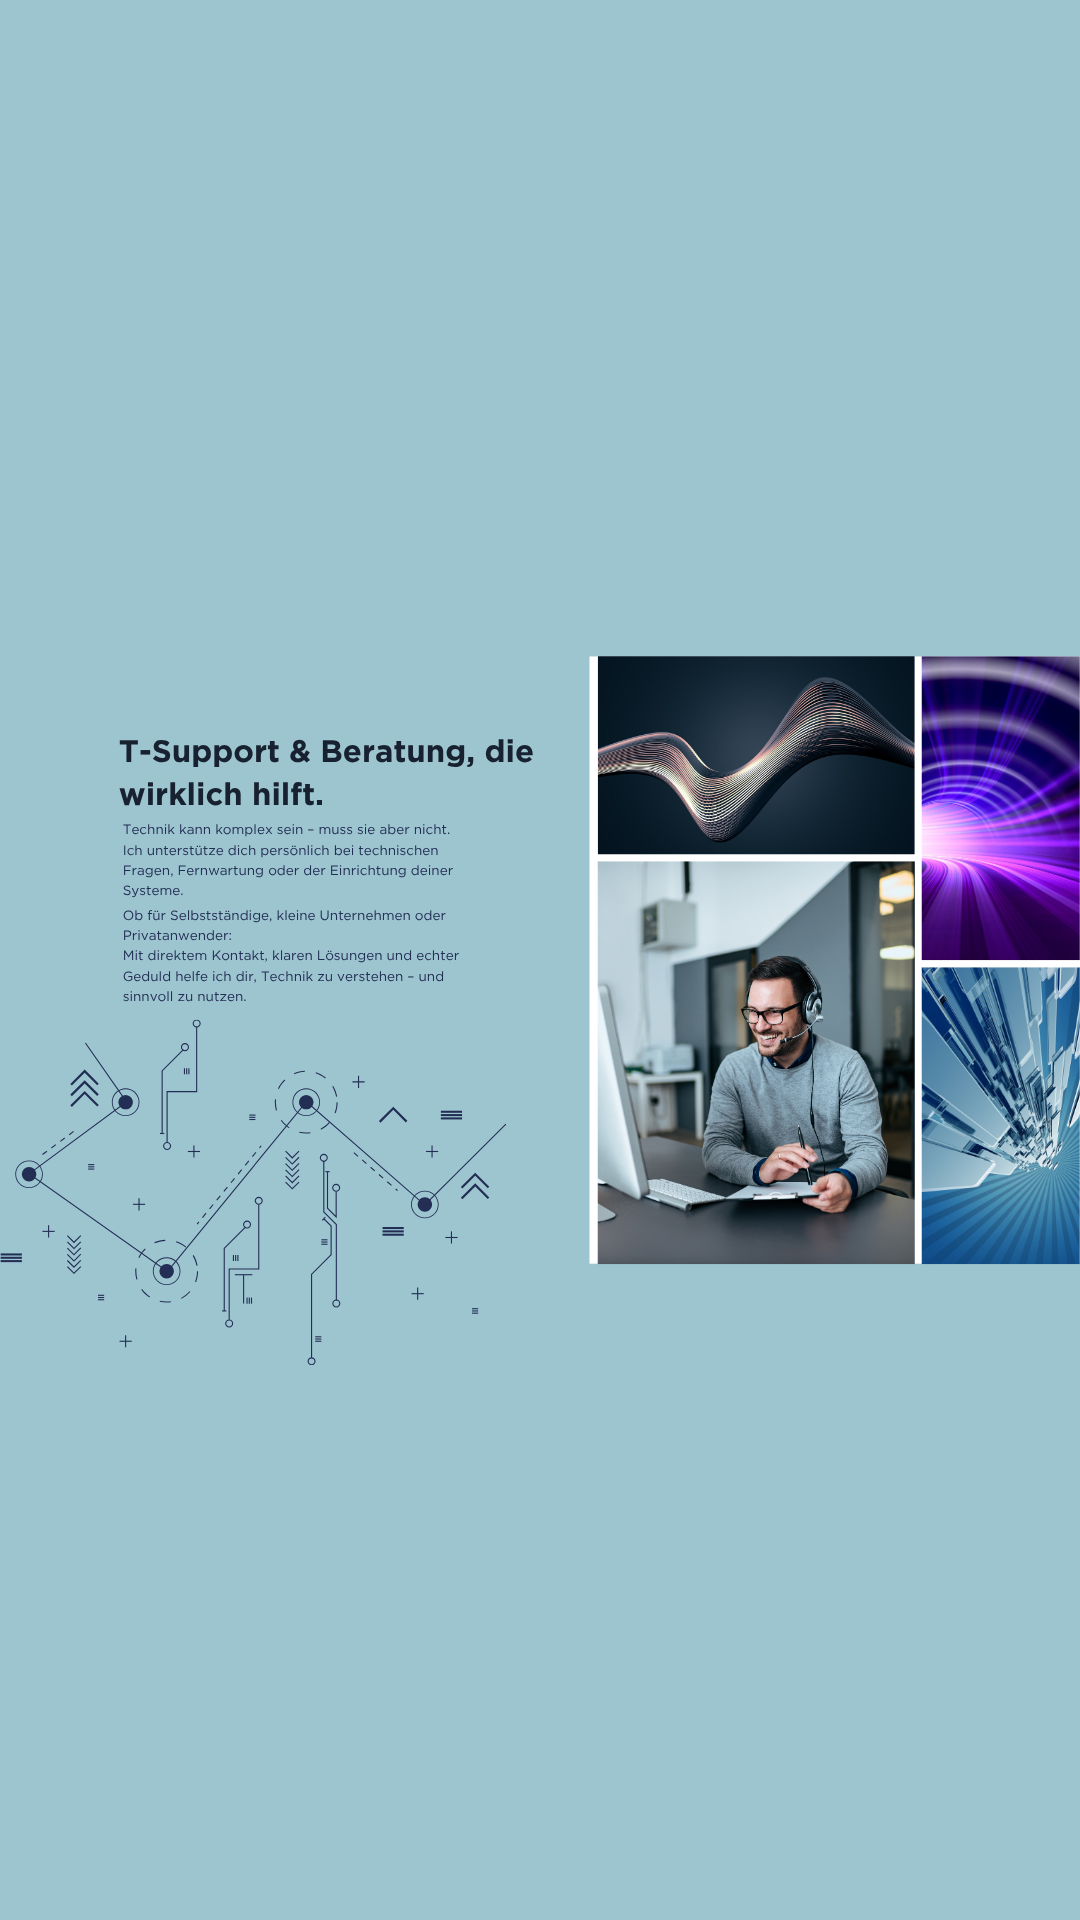 T-Support & Beratung, die
wirklich hilft.
Technik kann komplex sein – muss sie aber nicht.
Ich unterstütze dich persönlich bei technischen
Fragen, Fernwartung oder der Einrichtung deiner
Systeme.
Ob für Selbstständige, kleine Unternehmen oder
Privatanwender:
Mit direktem Kontakt, klaren Lösungen und echter
Geduld helfe ich dir, Technik zu verstehen – und
sinnvoll zu nutzen.